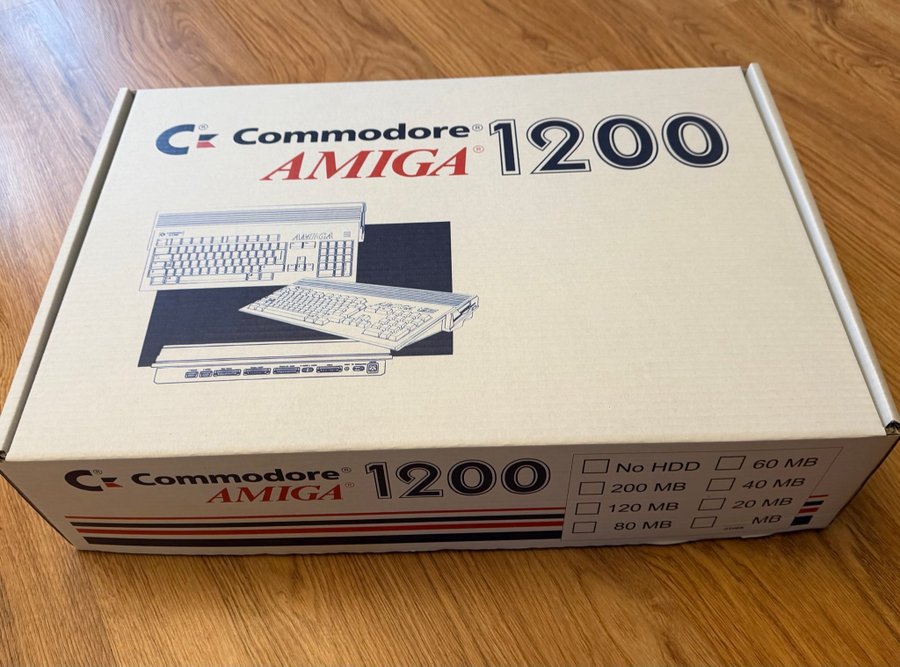 Commodore®
AMIGA® 1200
AMIGA
Commodore®
AMIGA® 1200
No HDD 60 MB
200 MB 40 MB
120 MB 20 MB
80 MB MB